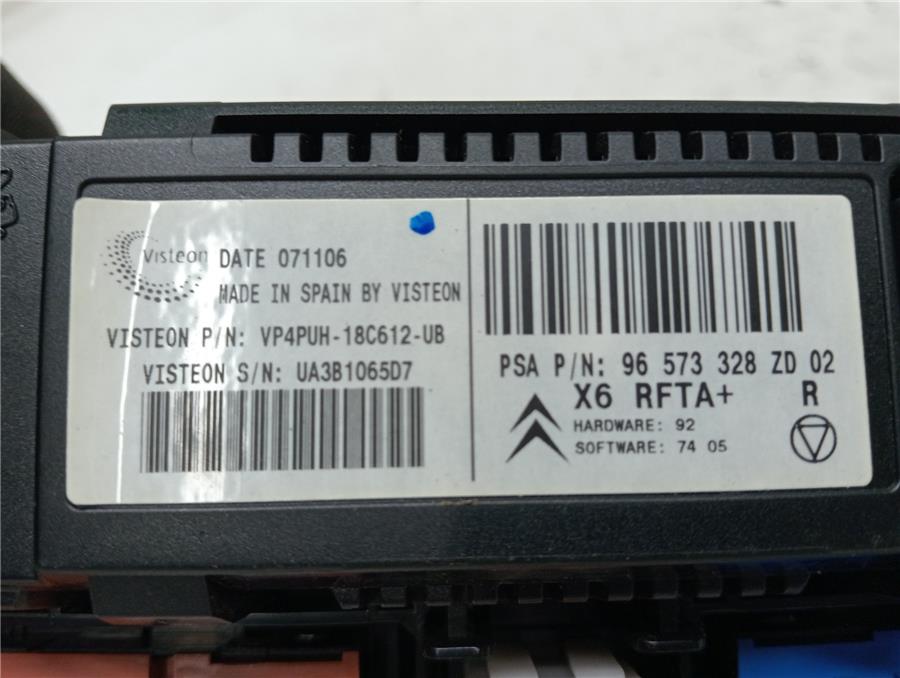 Visteon DATE 071106
MADE IN SPAIN BY VISTEON
VISTEON P/N: VP4PUH-18C612-UB
VISTEON S/N: UA3B1065D7
PSA P/N: 96 573 328 ZD 02
X6 RFTA+ R
HARDWARE: 92
SOFTWARE: 74 05